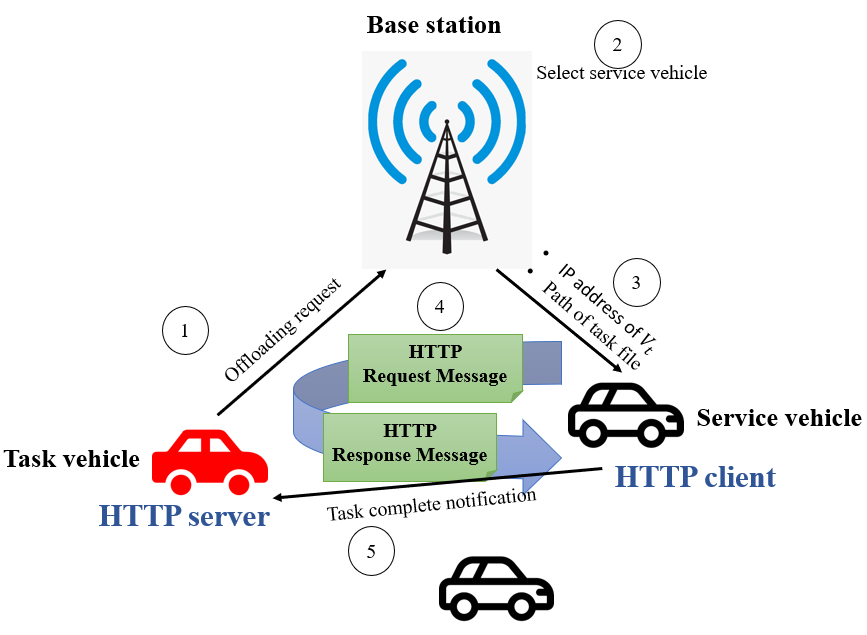 Base station
2
Select service vehicle
1
Offloading request
3
• IP address of Vt
• Path of task file
4
HTTP
Request Message
HTTP
Response Message
Task vehicle
HTTP server
Service vehicle
HTTP client
Task complete notification
5